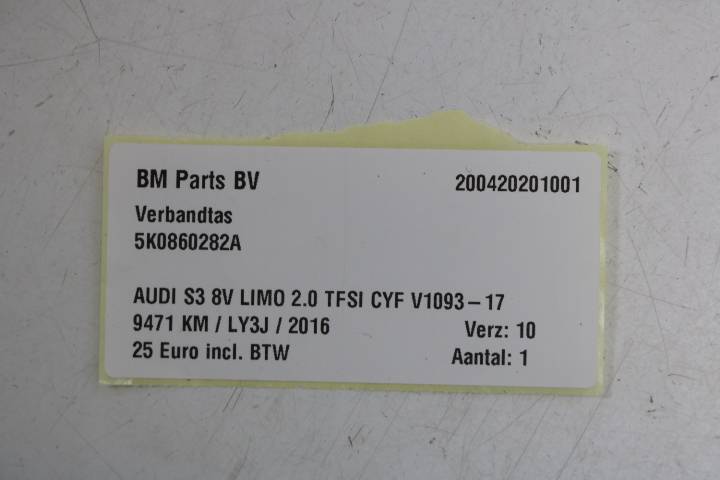 BM Parts BV 200420201001
Verbandtas
5K0860282A
AUDI S3 8V LIMO 2.0 TFSI CYF V1093-17
9471 KM / LY3J / 2016 Verz: 10
25 Euro incl. BTW Aantal: 1